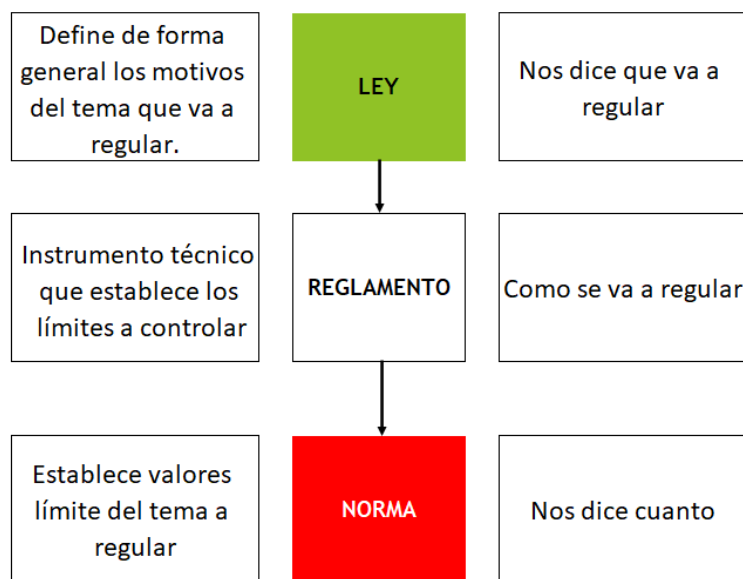 Define de forma
general los motivos
del tema que va a
regular.
LEY
Nos dice que va a
regular
Instrumento técnico
que establece los
límites a controlar
REGLAMENTO
Como se va a regular
Establece valores
límite del tema a
regular
NORMA
Nos dice cuanto